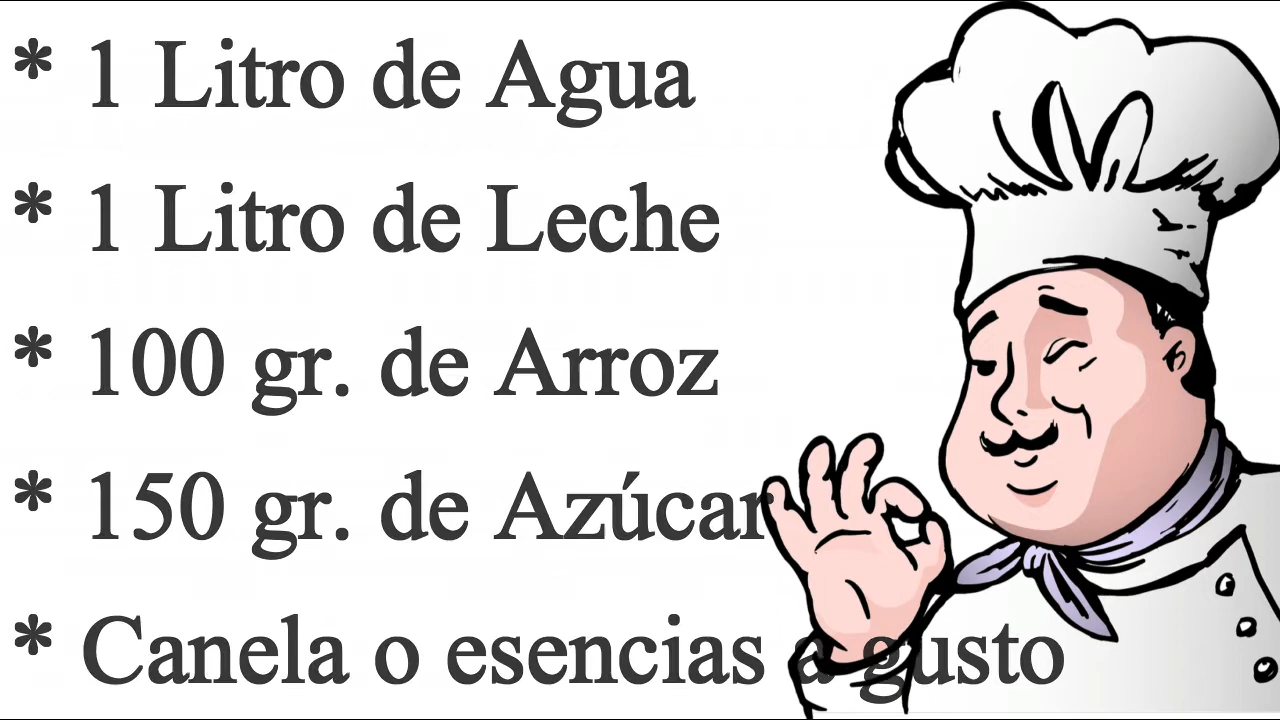 * 1 Litro de Agua
* 1 Litro de Leche
* 100 gr. de Arroz
* 150 gr. de Azúcar
* Canela o esencias a gusto